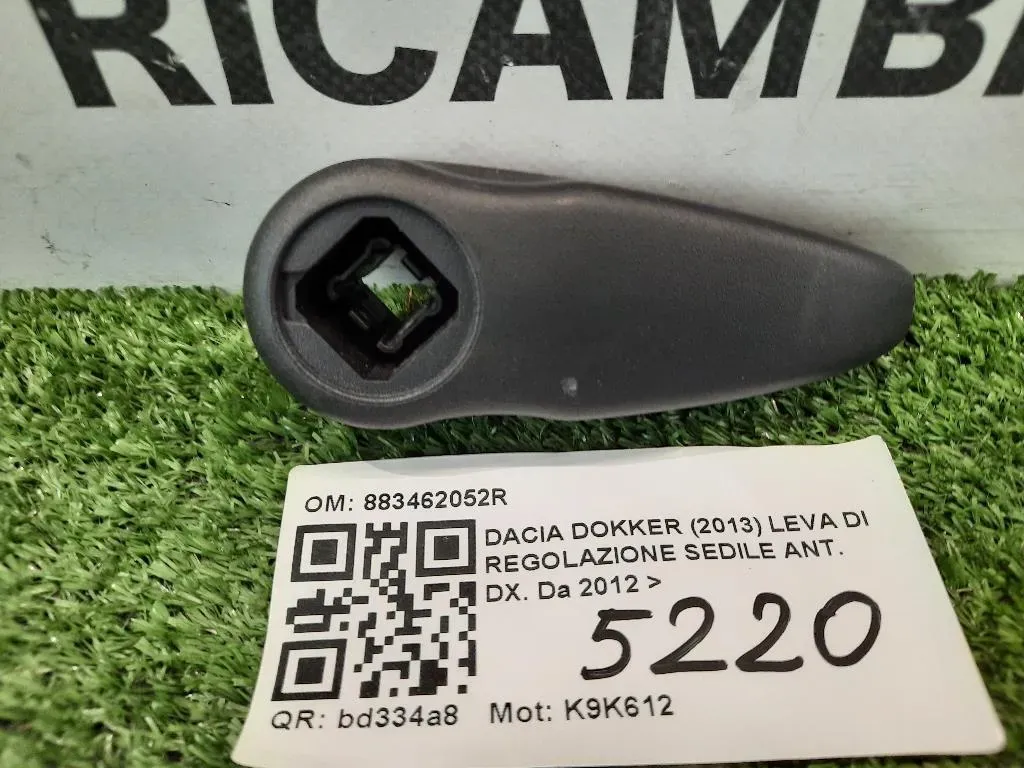 RICAMBI
OM: 883462052R
DACIA DOKKER (2013) LEVA DI
REGOLAZIONE SEDILE ANT.
DX. Da 2012 >
5220
QR: bd334a8 Mot: K9K612